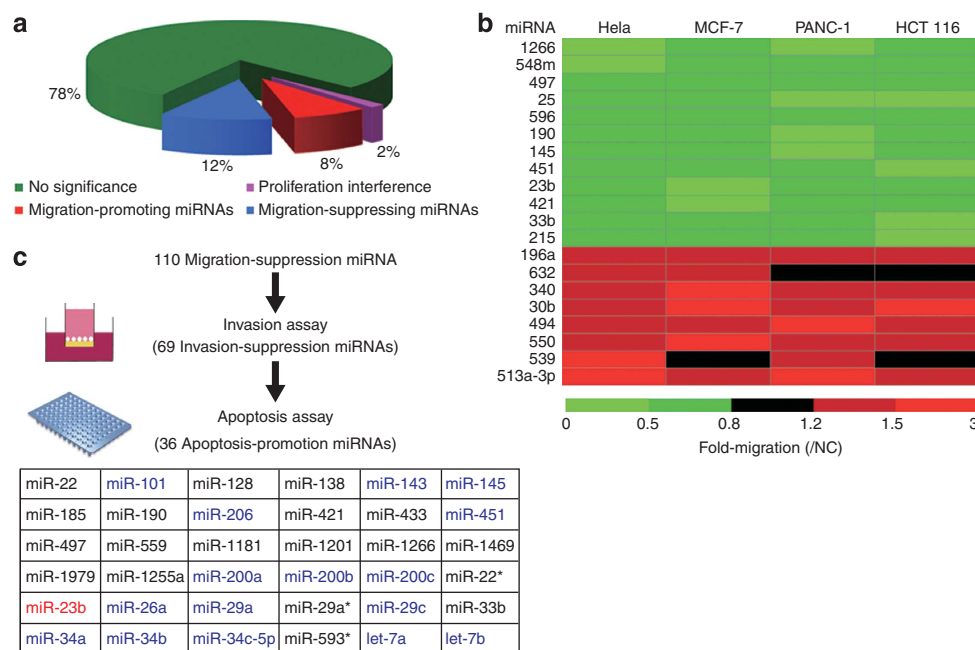 a
78%
12%
8%
2%
No significance
Proliferation interference
Migration-promoting miRNAs
Migration-suppressing miRNAs
b
miRNA Hela MCF-7 PANC-1 HCT 116
1266
548m
497
25
596
190
145
451
23b
421
33b
215
196a
632
340
30b
494
550
539
513a-3p
0 0.5 0.8 1.2/ 1.5 3
Fold-migration (/NC)
c
110 Migration-suppression miRNA
Invasion assay
(69 Invasion-suppression miRNAs)
Apoptosis assay
(36 Apoptosis-promotion miRNAs)
miR-22 miR-101 miR-128 miR-138 miR-143 miR-145
miR-185 miR-190 miR-206 miR-421 miR-433 miR-451
miR-497 miR-559 miR-1181 miR-1201 miR-1266 miR-1469
miR-1979 miR-1255a miR-200a miR-200b miR-200c miR-22*
miR-23b miR-26a miR-29a miR-29a* miR-29c miR-33b
miR-34a miR-34b miR-34c-5p miR-593* let-7a let-7b